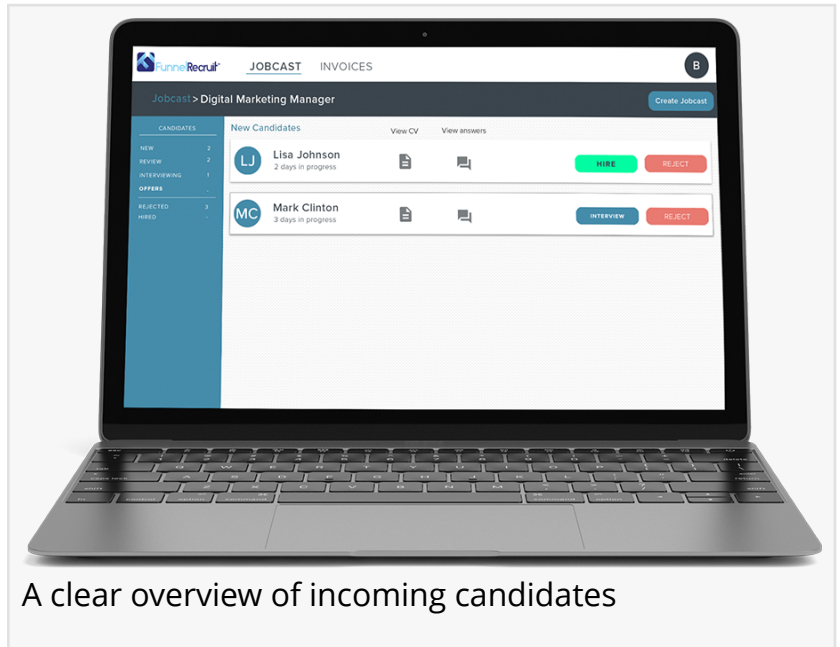 FunnelRecruit
JOBCAST INVOICES
B
Jobcast > Digital Marketing Manager
Create Jobcast
CANDIDATES
NEW 2
REVIEW 2
INTERVIEWING 1
OFFERS
REJECTED 3
HIRED -
New Candidates View CV View answers
LJ
Lisa Johnson
2 days in progress
HIRE REJECT
MC
Mark Clinton
3 days in progress
INTERVIEW REJECT
A clear overview of incoming candidates